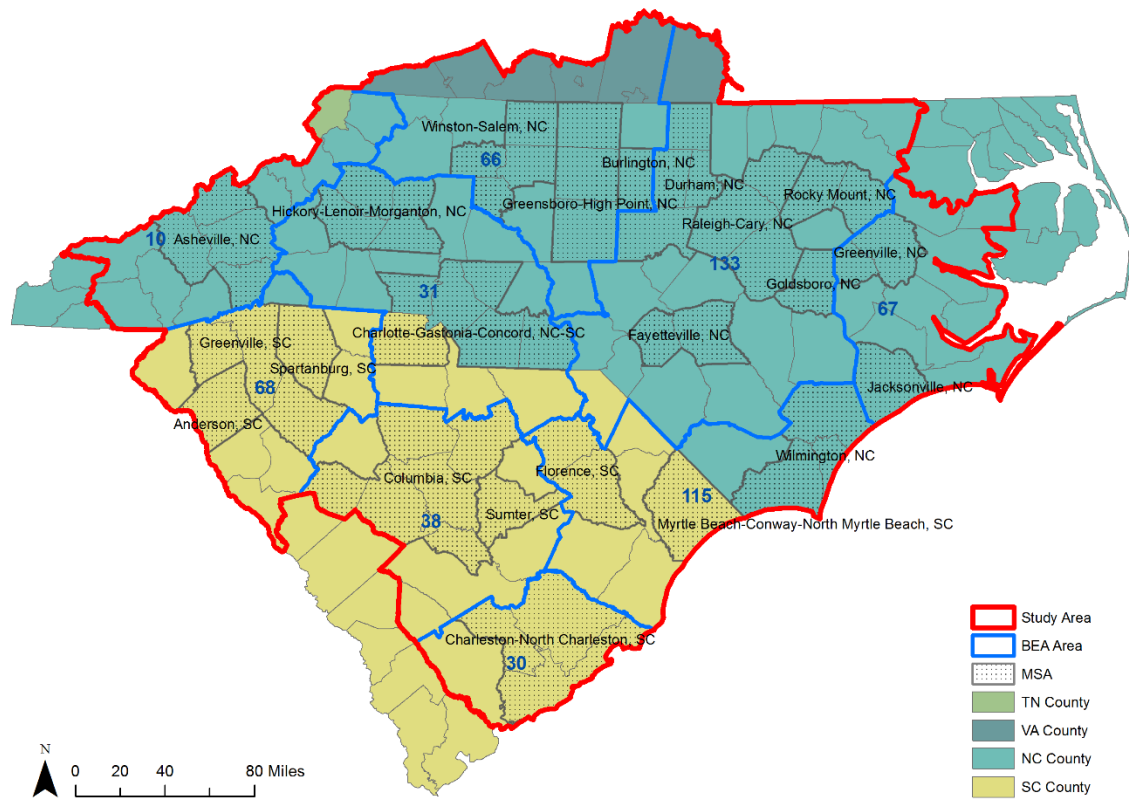 Winston-Salem, NC
66
Burlington, NC
Durham, NC
Rocky Mount, NC
Hickory-Lenoir-Morganton, NC
Greensboro-High Point, NC
Raleigh-Cary, NC
10
Asheville, NC
Greenville, NC
133
Goldsboro, NC
31
67
Charlotte-Gastonia-Concord, NC-SC
Fayetteville, NC
Greenville, SC
Spartanburg, SC
68
Jacksonville, NC
Anderson, SC
Wilmington, NC
Columbia, SC
Florence, SC
115
38
Sumter, SC
Myrtle Beach-Conway-North Myrtle Beach, SC
Charleston-North Charleston, SC
30
Study Area
BEA Area
MSA
TN County
VA County
NC County
SC County
N
0 20 40 80 Miles